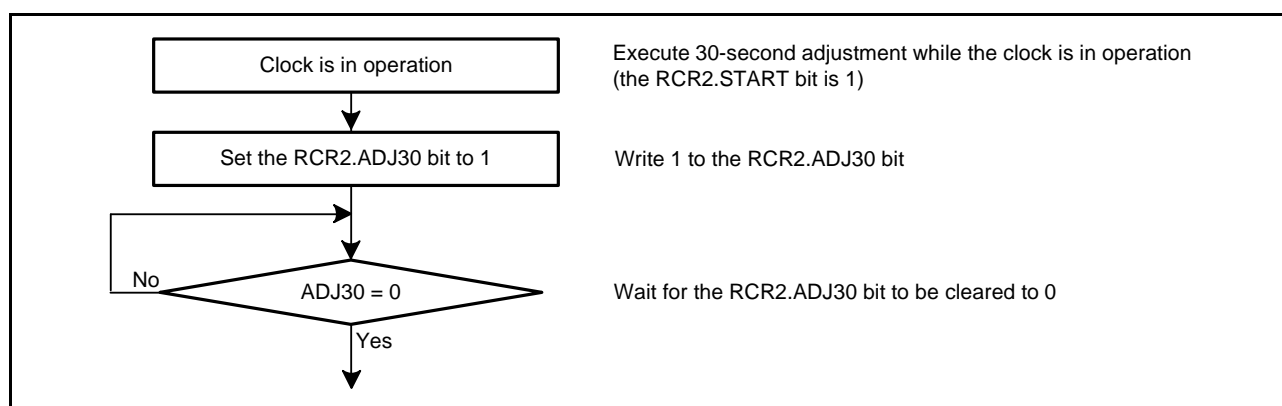 Clock is in operation
Execute 30-second adjustment while the clock is in operation
(the RCR2.START bit is 1)
Set the RCR2.ADJ30 bit to 1
Write 1 to the RCR2.ADJ30 bit
No
ADJ30 = 0
Wait for the RCR2.ADJ30 bit to be cleared to 0
Yes